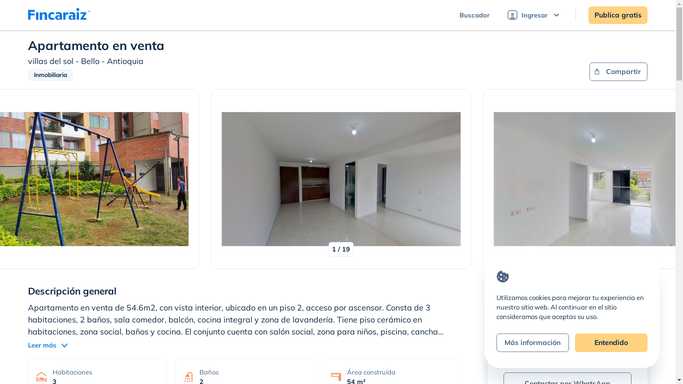 Fincaraiz
Buscador
Ingresar
Publica gratis
Apartamento en venta
villas del sol - Bello - Antioquia
Inmobiliaria
Compartir
1 / 19
Descripción general
Apartamento en venta de 54.6m2, con vista interior, ubicado en un piso 2, acceso por ascensor. Consta de 3
habitaciones, 2 baños, sala comedor, balcón, cocina integral y zona de lavandería. Tiene piso cerámico en
habitaciones, zona social, baños y cocina. El conjunto cuenta con salón social, zona para niños, piscina, cancha...
Leer más
Habitaciones
3
Baños
2
Área construida
54 m²
Utilizamos cookies para mejorar tu experiencia en
nuestro sitio web. Al continuar en el sitio
consideramos que aceptas su uso.
Más información
Entendido
Contactar por WhatsApp